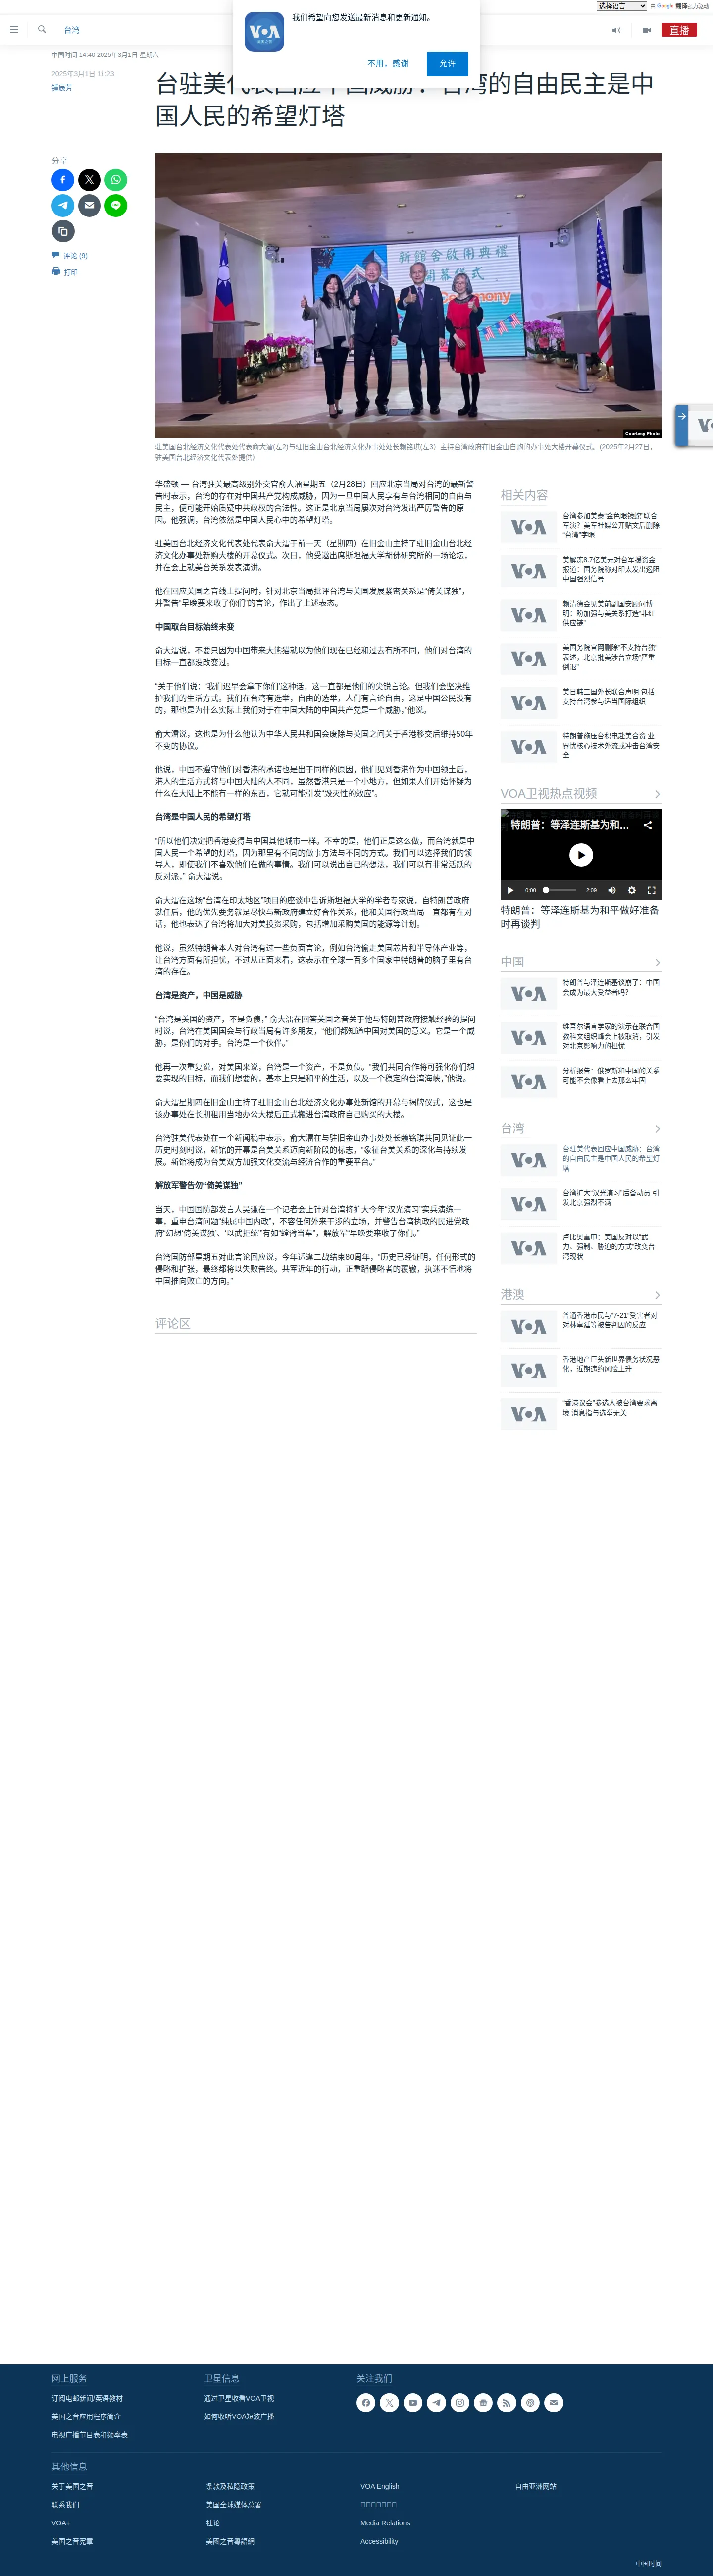 选择语言
由 Google 翻译强力驱动
我们希望向您发送最新消息和更新通知。
VOA
美国之音
不用，感谢
允许
台湾
直播
中国时间 14:40 2025年3月1日 星期六
2025年3月1日 11:23
锺辰芳
台驻美代表回应中国威胁：台湾的自由民主是中
国人民的希望灯塔
分享
评论 (9)
打印
新館舍啟用典禮
開幕儀式
Ceremony
Courtesy Photo
驻美国台北经济文化代表处代表俞大㵢(左2)与驻旧金山台北经济文化办事处处长赖铭琪(左3）主持台湾政府在旧金山自购的办事处大楼开幕仪式。(2025年2月27日，
驻美国台北经济文化代表处提供）
华盛顿 — 台湾驻美最高级别外交官俞大㵢星期五（2月28日）回应北京当局对台湾的最新警
告时表示，台湾的存在对中国共产党构成威胁，因为一旦中国人民享有与台湾相同的自由与
民主，便可能开始质疑中共政权的合法性。这正是北京当局屡次对台湾发出严厉警告的原
因。他强调，台湾依然是中国人民心中的希望灯塔。
驻美国台北经济文化代表处代表俞大㵢于前一天（星期四）在旧金山主持了驻旧金山台北经
济文化办事处新购大楼的开幕仪式。次日，他受邀出席斯坦福大学胡佛研究所的一场论坛，
并在会上就美台关系发表演讲。
他在回应美国之音线上提问时，针对北京当局批评台湾与美国发展紧密关系是“倚美谋独”，
并警告“早晚要来收了你们”的言论，作出了上述表态。
中国取台目标始终未变
俞大㵢说，不要只因为中国带来大熊猫就以为他们现在已经和过去有所不同，他们对台湾的
目标一直都没改变过。
“关于他们说：‘我们迟早会拿下你们’这种话，这一直都是他们的尖锐言论。但我们会坚决维
护我们的生活方式。我们在台湾有选举，自由的选举，人们有言论自由，这是中国公民没有
的，那也是为什么实际上我们对于在中国大陆的中国共产党是一个威胁，”他说。
俞大㵢说，这也是为什么他认为中华人民共和国会废除与英国之间关于香港移交后维持50年
不变的协议。
他说，中国不遵守他们对香港的承诺也是出于同样的原因，他们见到香港作为中国领土后，
港人的生活方式将与中国大陆的人不同，虽然香港只是一个小地方，但如果人们开始怀疑为
什么在大陆上不能有一样的东西，它就可能引发“毁灭性的效应”。
台湾是中国人民的希望灯塔
“所以他们决定把香港变得与中国其他城市一样。不幸的是，他们正是这么做，而台湾就是中
国人民一个希望的灯塔，因为那里有不同的做事方法与不同的方式。我们可以选择我们的领
导人，即使我们不喜欢他们在做的事情。我们可以说出自己的想法，我们可以有非常活跃的
反对派，” 俞大㵢说。
俞大㵢在这场“台湾在印太地区”项目的座谈中告诉斯坦福大学的学者专家说，自特朗普政府
就任后，他的优先要务就是尽快与新政府建立好合作关系，他和美国行政当局一直都有在对
话，他也表达了台湾将加大对美投资采购，包括增加采购美国的能源等计划。
他说，虽然特朗普本人对台湾有过一些负面言论，例如台湾偷走美国芯片和半导体产业等，
让台湾方面有所担忧，不过从正面来看，这表示在全球一百多个国家中特朗普的脑子里有台
湾的存在。
台湾是资产，中国是威胁
“台湾是美国的资产，不是负债，” 俞大㵢在回答美国之音关于他与特朗普政府接触经验的提问
时说，台湾在美国国会与行政当局有许多朋友，“他们都知道中国对美国的意义。它是一个威
胁，是你们的对手。台湾是一个伙伴。”
他再一次重复说，对美国来说，台湾是一个资产，不是负债。“我们共同合作将可强化你们想
要实现的目标，而我们想要的，基本上只是和平的生活，以及一个稳定的台湾海峡，”他说。
俞大㵢星期四在旧金山主持了驻旧金山台北经济文化办事处新馆的开幕与揭牌仪式，这也是
该办事处在长期租用当地办公大楼后正式搬进台湾政府自己购买的大楼。
台湾驻美代表处在一个新闻稿中表示，俞大㵢在与驻旧金山办事处处长赖铭琪共同见证此一
历史时刻时说，新馆的开幕是台美关系迈向新阶段的标志，“象征台美关系的深化与持续发
展。新馆将成为台美双方加强文化交流与经济合作的重要平台。”
解放军警告勿“倚美谋独”
当天，中国国防部发言人吴谦在一个记者会上针对台湾将扩大今年“汉光演习”实兵演练一
事，重申台湾问题“纯属中国内政”，不容任何外来干涉的立场，并警告台湾执政的民进党政
府“幻想‘倚美谋独’、‘以武拒统’”有如“螳臂当车”，解放军“早晚要来收了你们。”
台湾国防部星期五对此言论回应说，今年适逢二战结束80周年，“历史已经证明，任何形式的
侵略和扩张，最终都将以失败告终。共军近年的行动，正重蹈侵略者的覆辙，执迷不悟地将
中国推向败亡的方向。”
评论区
相关内容
台湾参加美泰“金色眼镜蛇”联合
军演？美军社媒公开贴文后删除
“台湾”字眼
美解冻8.7亿美元对台军援资金
报道：国务院称对印太发出遏阻
中国强烈信号
赖清德会见美前副国安顾问博
明：盼加强与美关系打造“非红
供应链”
美国务院官网删除“不支持台独”
表述，北京批美涉台立场“严重
倒退”
美日韩三国外长联合声明 包括
支持台湾参与适当国际组织
特朗普施压台积电赴美合资 业
界忧核心技术外流或冲击台湾安
全
VOA卫视热点视频
特朗普：等泽连斯基为和...
0:00
2:09
特朗普：等泽连斯基为和平做好准备
时再谈判
中国
特朗普与泽连斯基谈崩了：中国
会成为最大受益者吗？
维吾尔语言学家的演示在联合国
教科文组织峰会上被取消，引发
对北京影响力的担忧
分析报告：俄罗斯和中国的关系
可能不会像看上去那么牢固
台湾
台驻美代表回应中国威胁：台湾
的自由民主是中国人民的希望灯
塔
台湾扩大“汉光演习”后备动员 引
发北京强烈不满
卢比奥重申：美国反对以“武
力、强制、胁迫的方式”改变台
湾现状
港澳
普通香港市民与“7-21”受害者对
对林卓廷等被告判囚的反应
香港地产巨头新世界债务状况恶
化，近期违约风险上升
“香港议会”参选人被台湾要求离
境 消息指与选举无关
网上服务
订阅电邮新闻/英语教材
美国之音应用程序简介
电视广播节目表和频率表
卫星信息
通过卫星收看VOA卫视
如何收听VOA短波广播
关注我们
其他信息
关于美国之音
联系我们
VOA+
美国之音宪章
条款及私隐政策
美国全球媒体总署
社论
美國之音粵語網
VOA English
Media Relations
Accessibility
自由亚洲网站
中国时间